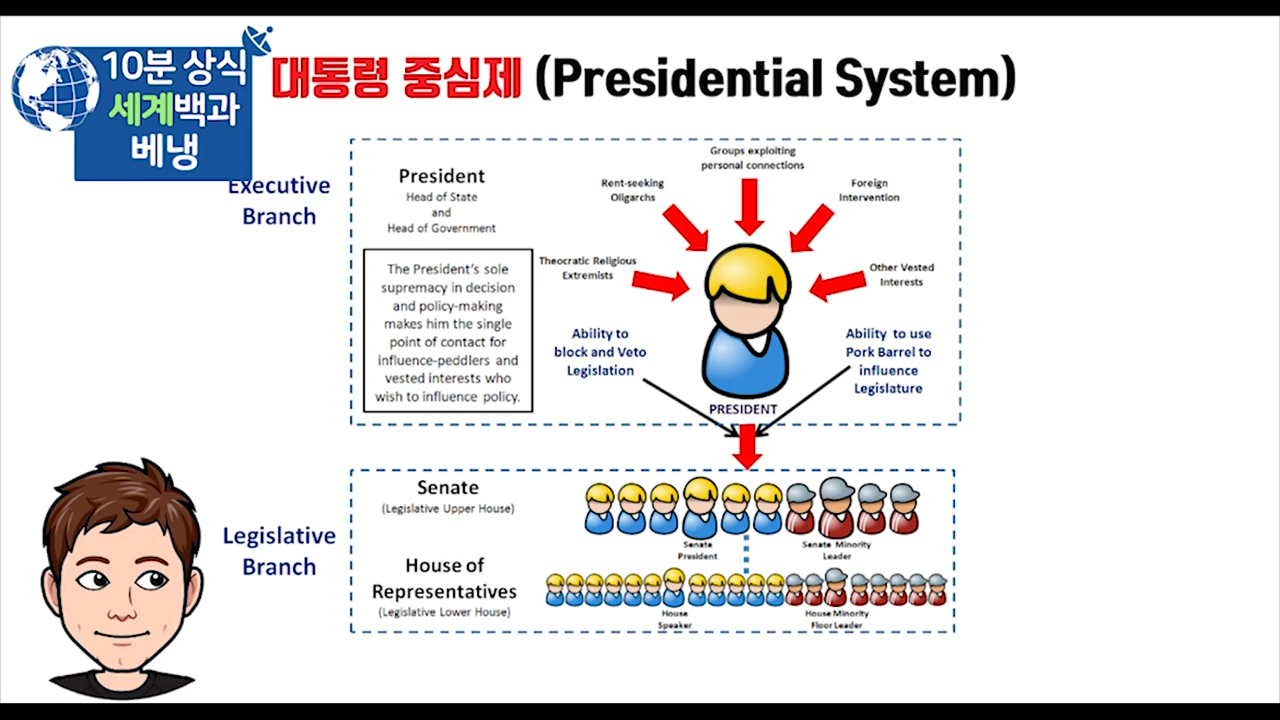 10분 상식
세계백과
베냉
대통령 중심제 (Presidential System)
Executive
Branch
President
Head of State
and
Head of Government
The President's sole
supremacy in decision
and policy-making
makes him the single
point of contact for
influence-peddlers and
vested interests who
wish to influence policy.
Groups exploiting
personal connections
Rent-seeking
Oligarchs
Foreign
Intervention
Theocratic Religious
Extremists
Other Vested
Interests
Ability to
block and Veto
Legislation
Ability to use
Pork Barrel to
influence
Legislature
PRESIDENT
Legislative
Branch
Senate
(Legislative Upper House)
Senate
President
Senate Minority
Leader
House of
Representatives
(Legislative Lower House)
House
Speaker
House Minority
Floor Leader